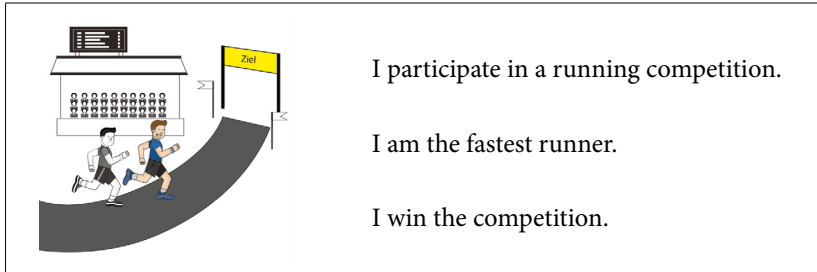 Ziel
I participate in a running competition.
I am the fastest runner.
I win the competition.